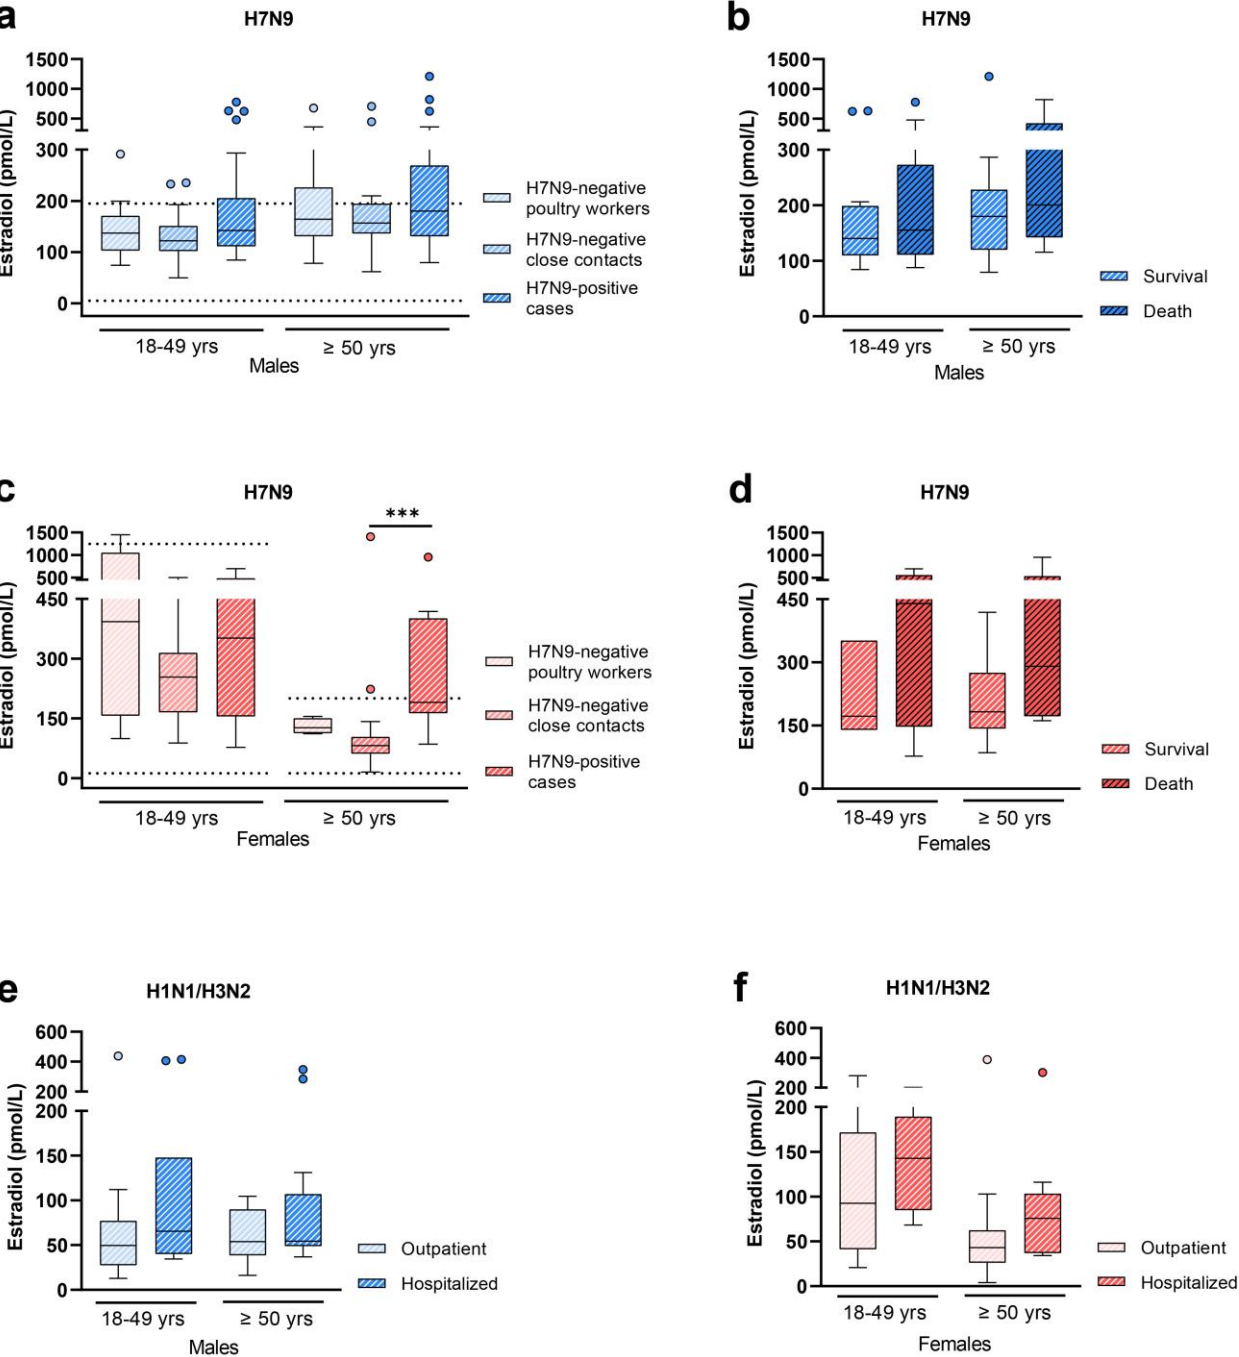 a
H7N9
1500
1000
500
300
200
100
0
Estradiol (pmol/L)
18-49 yrs
≥ 50 yrs
Males
H7N9-negative
poultry workers
H7N9-negative
close contacts
H7N9-positive
cases
b
H7N9
1500
1000
500
300
200
100
0
Estradiol (pmol/L)
18-49 yrs
≥ 50 yrs
Males
Survival
Death
c
H7N9
***
1500
1000
500
450
300
150
0
Estradiol (pmol/L)
18-49 yrs
≥ 50 yrs
Females
H7N9-negative
poultry workers
H7N9-negative
close contacts
H7N9-positive
cases
d
H7N9
1500
1000
500
450
300
150
0
Estradiol (pmol/L)
18-49 yrs
≥ 50 yrs
Females
Survival
Death
e
H1N1/H3N2
600
400
200
200
150
100
50
0
Estradiol (pmol/L)
18-49 yrs
≥ 50 yrs
Males
Outpatient
Hospitalized
f
H1N1/H3N2
600
400
200
200
150
100
50
0
Estradiol (pmol/L)
18-49 yrs
≥ 50 yrs
Females
Outpatient
Hospitalized